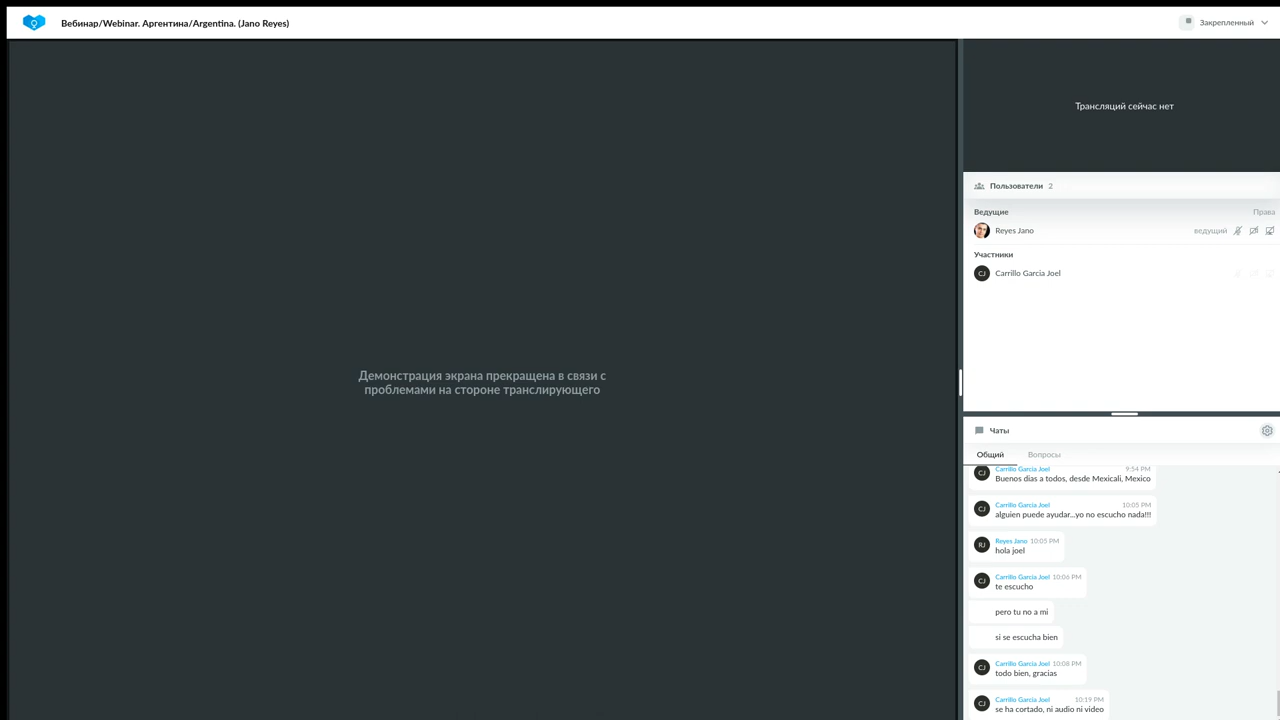 Вебинар/Webinar. Аргентина/Argentina. (Jano Reyes)
Закрепленный
Трансляций сейчас нет
Демонстрация экрана прекращена в связи с
проблемами на стороне транслирующего
Пользователи 2
Ведущие Права
Reyes Jano ведущий
Участники
CJ Carrillo Garcia Joel
Чаты
Общий Вопросы
CJ Carrillo Garcia Joel 9:54 PM
Buenos dias a todos, desde Mexicali, Mexico
CJ Carrillo Garcia Joel 10:05 PM
alguien puede ayudar...yo no escucho nada!!!
RJ Reyes Jano 10:05 PM
hola joel
CJ Carrillo Garcia Joel 10:06 PM
te escucho
pero tu no a mi
si se escucha bien
CJ Carrillo Garcia Joel 10:08 PM
todo bien, gracias
CJ Carrillo Garcia Joel 10:19 PM
se ha cortado, ni audio ni video